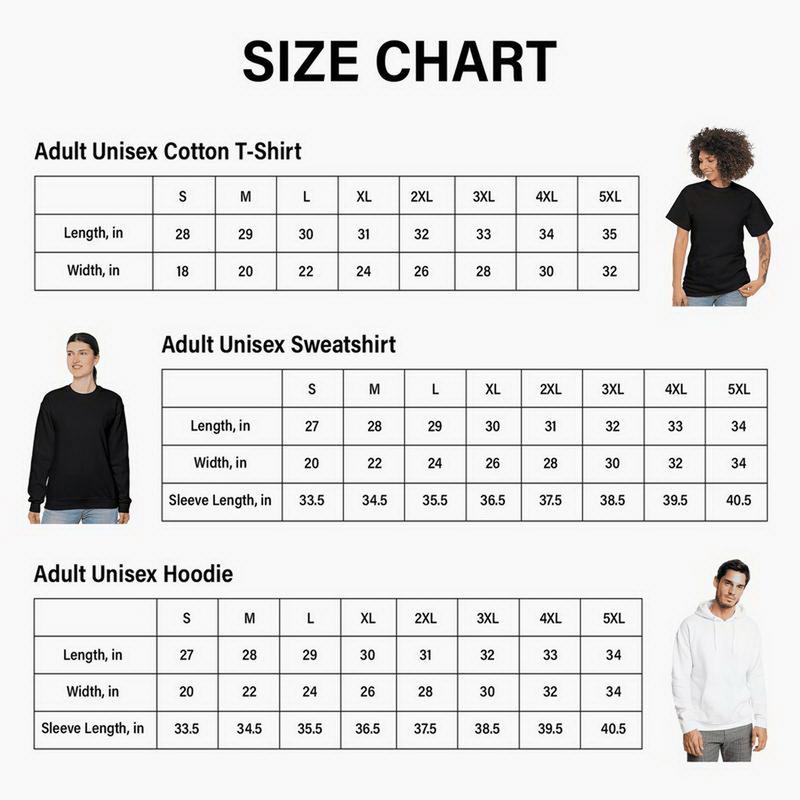 SIZE CHART
Adult Unisex Cotton T-Shirt
S M L XL 2XL 3XL 4XL 5XL
Length, in 28 29 30 31 32 33 34 35
Width, in 18 20 22 24 26 28 30 32
Adult Unisex Sweatshirt
S M L XL 2XL 3XL 4XL 5XL
Length, in 27 28 29 30 31 32 33 34
Width, in 20 22 24 26 28 30 32 34
Sleeve Length, in 33.5 34.5 35.5 36.5 37.5 38.5 39.5 40.5
Adult Unisex Hoodie
S M L XL 2XL 3XL 4XL 5XL
Length, in 27 28 29 30 31 32 33 34
Width, in 20 22 24 26 28 30 32 34
Sleeve Length, in 33.5 34.5 35.5 36.5 37.5 38.5 39.5 40.5